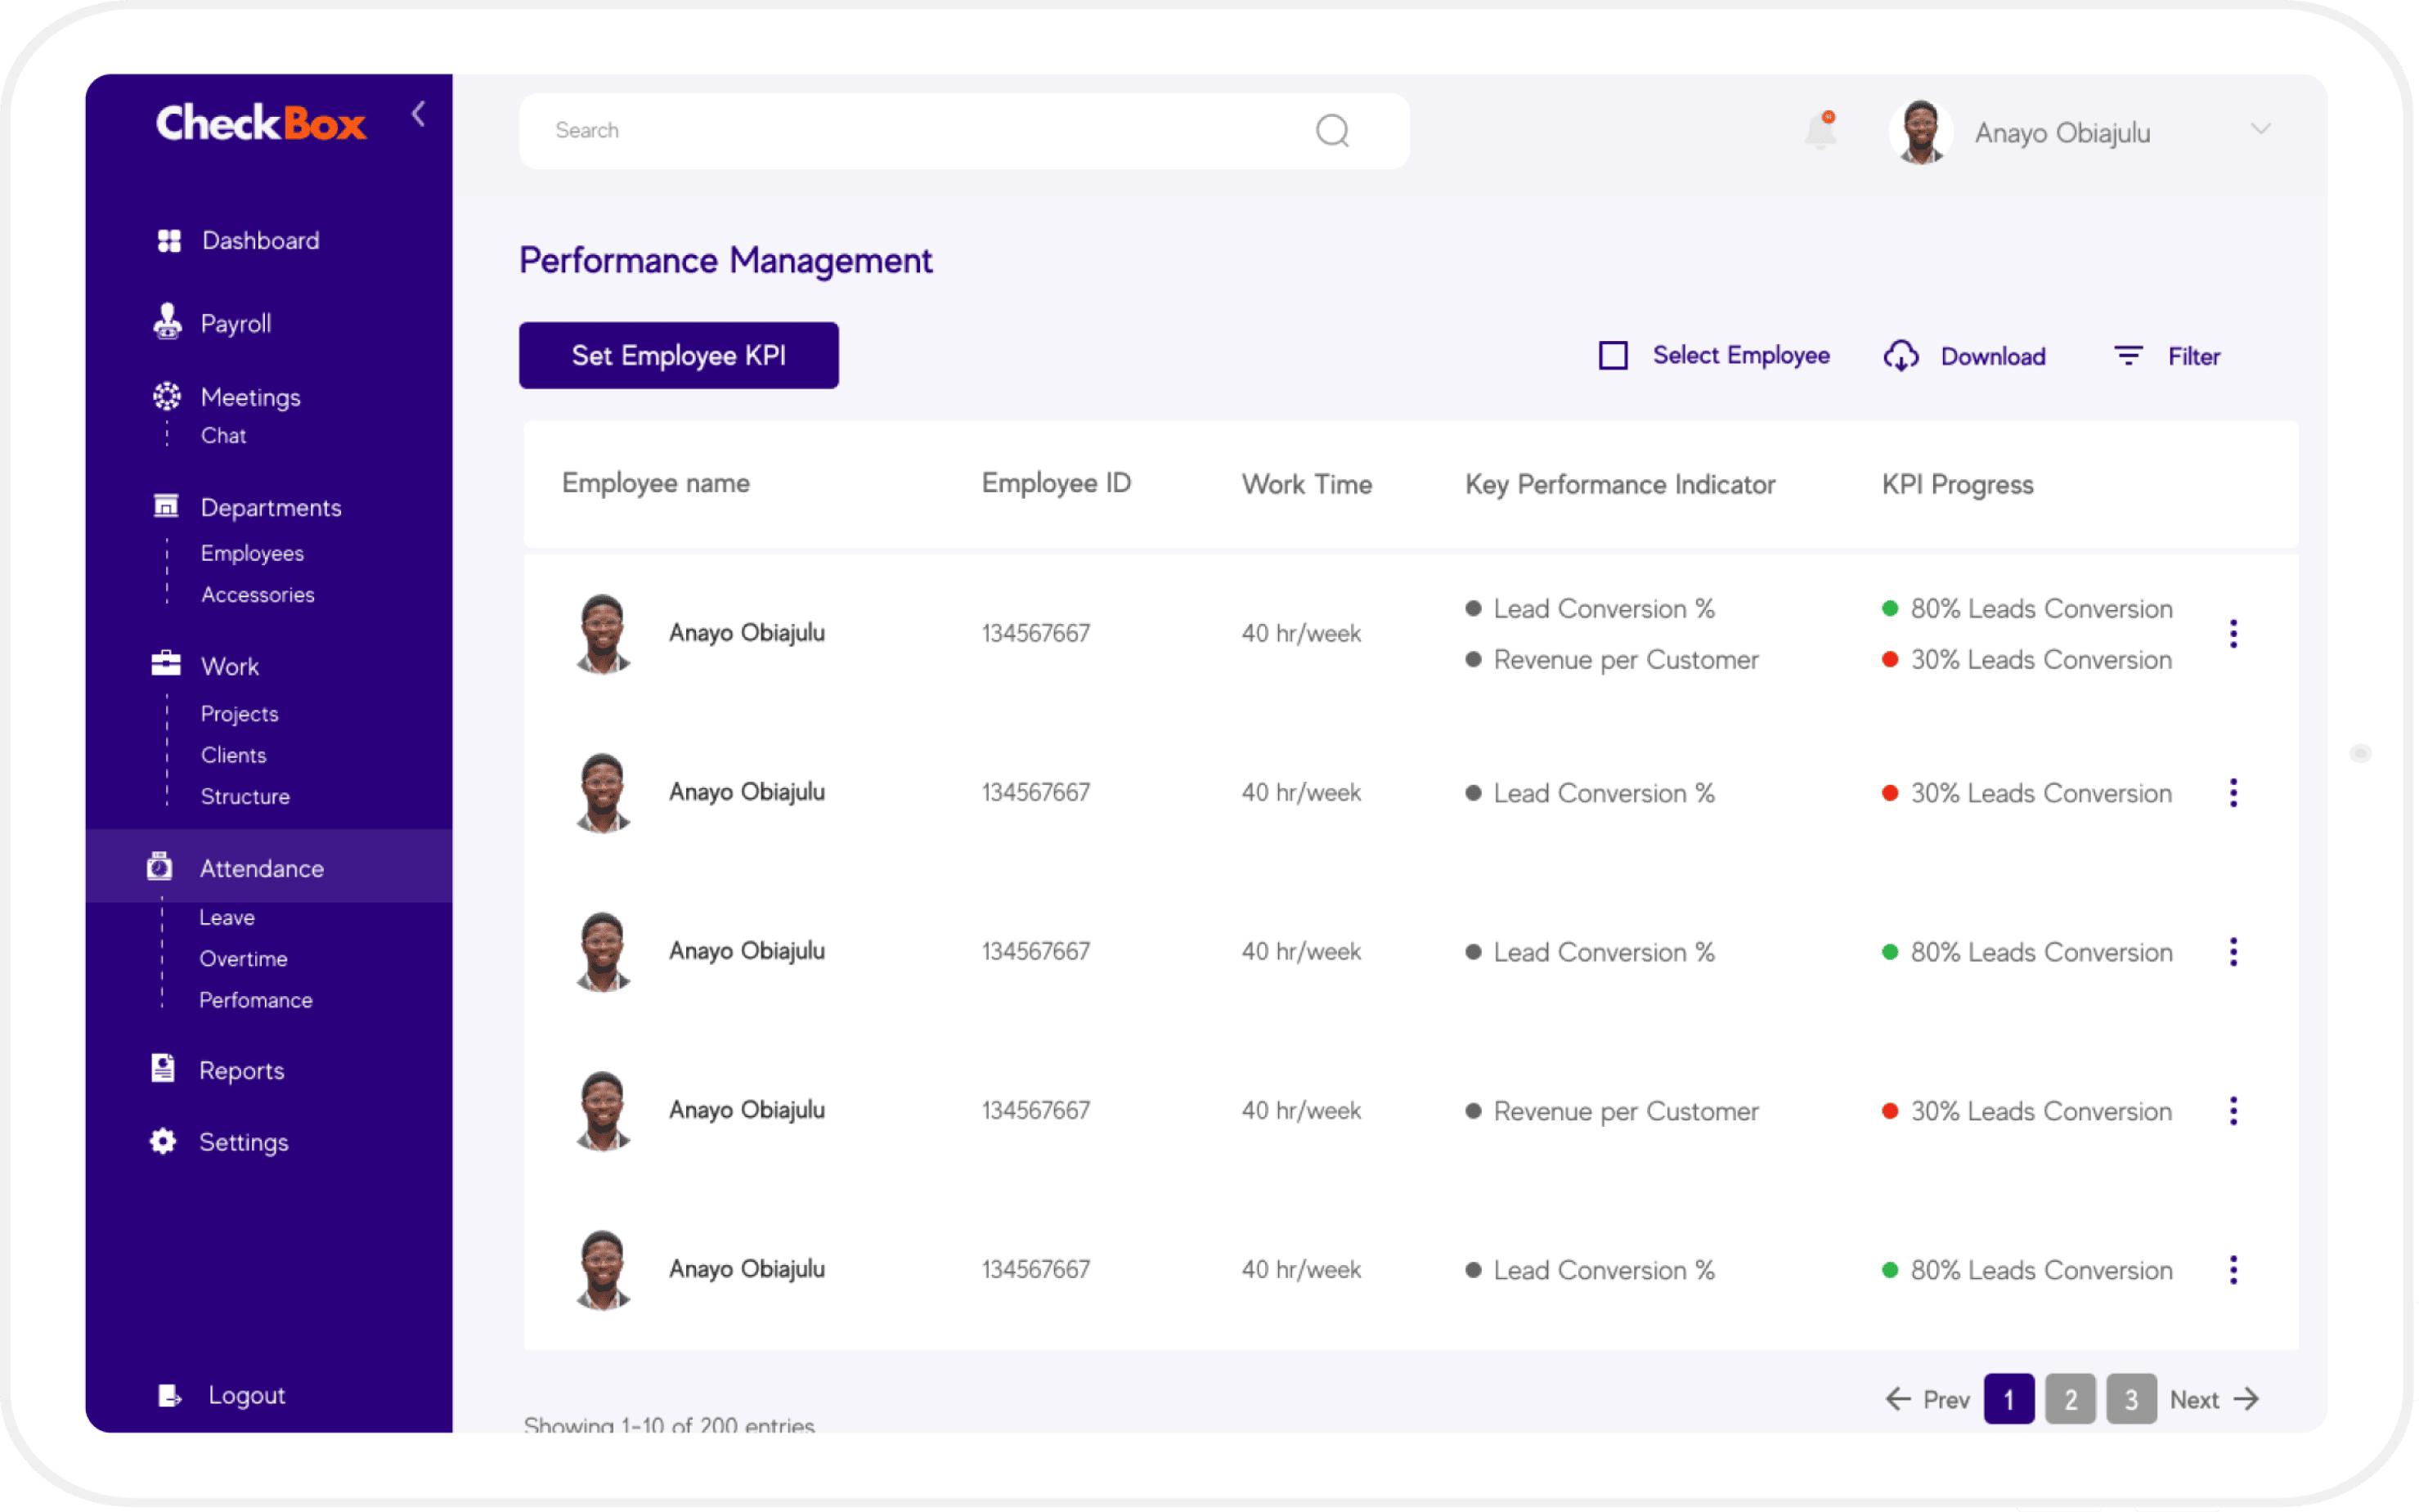 CheckBox
Search
Anayo Obiajulu
Dashboard
Payroll
Meetings
Chat
Departments
Employees
Accessories
Work
Projects
Clients
Structure
Attendance
Leave
Overtime
Perfomance
Reports
Settings
Logout
Performance Management
Set Employee KPI
Select Employee
Download
Filter
Employee name Employee ID Work Time Key Performance Indicator KPI Progress
Anayo Obiajulu 134567667 40 hr/week
Lead Conversion % 80% Leads Conversion
Revenue per Customer 30% Leads Conversion
Anayo Obiajulu 134567667 40 hr/week Lead Conversion % 30% Leads Conversion
Anayo Obiajulu 134567667 40 hr/week Lead Conversion % 80% Leads Conversion
Anayo Obiajulu 134567667 40 hr/week Revenue per Customer 30% Leads Conversion
Anayo Obiajulu 134567667 40 hr/week Lead Conversion % 80% Leads Conversion
Showing 1-10 of 200 entries
Prev 1 2 3 Next